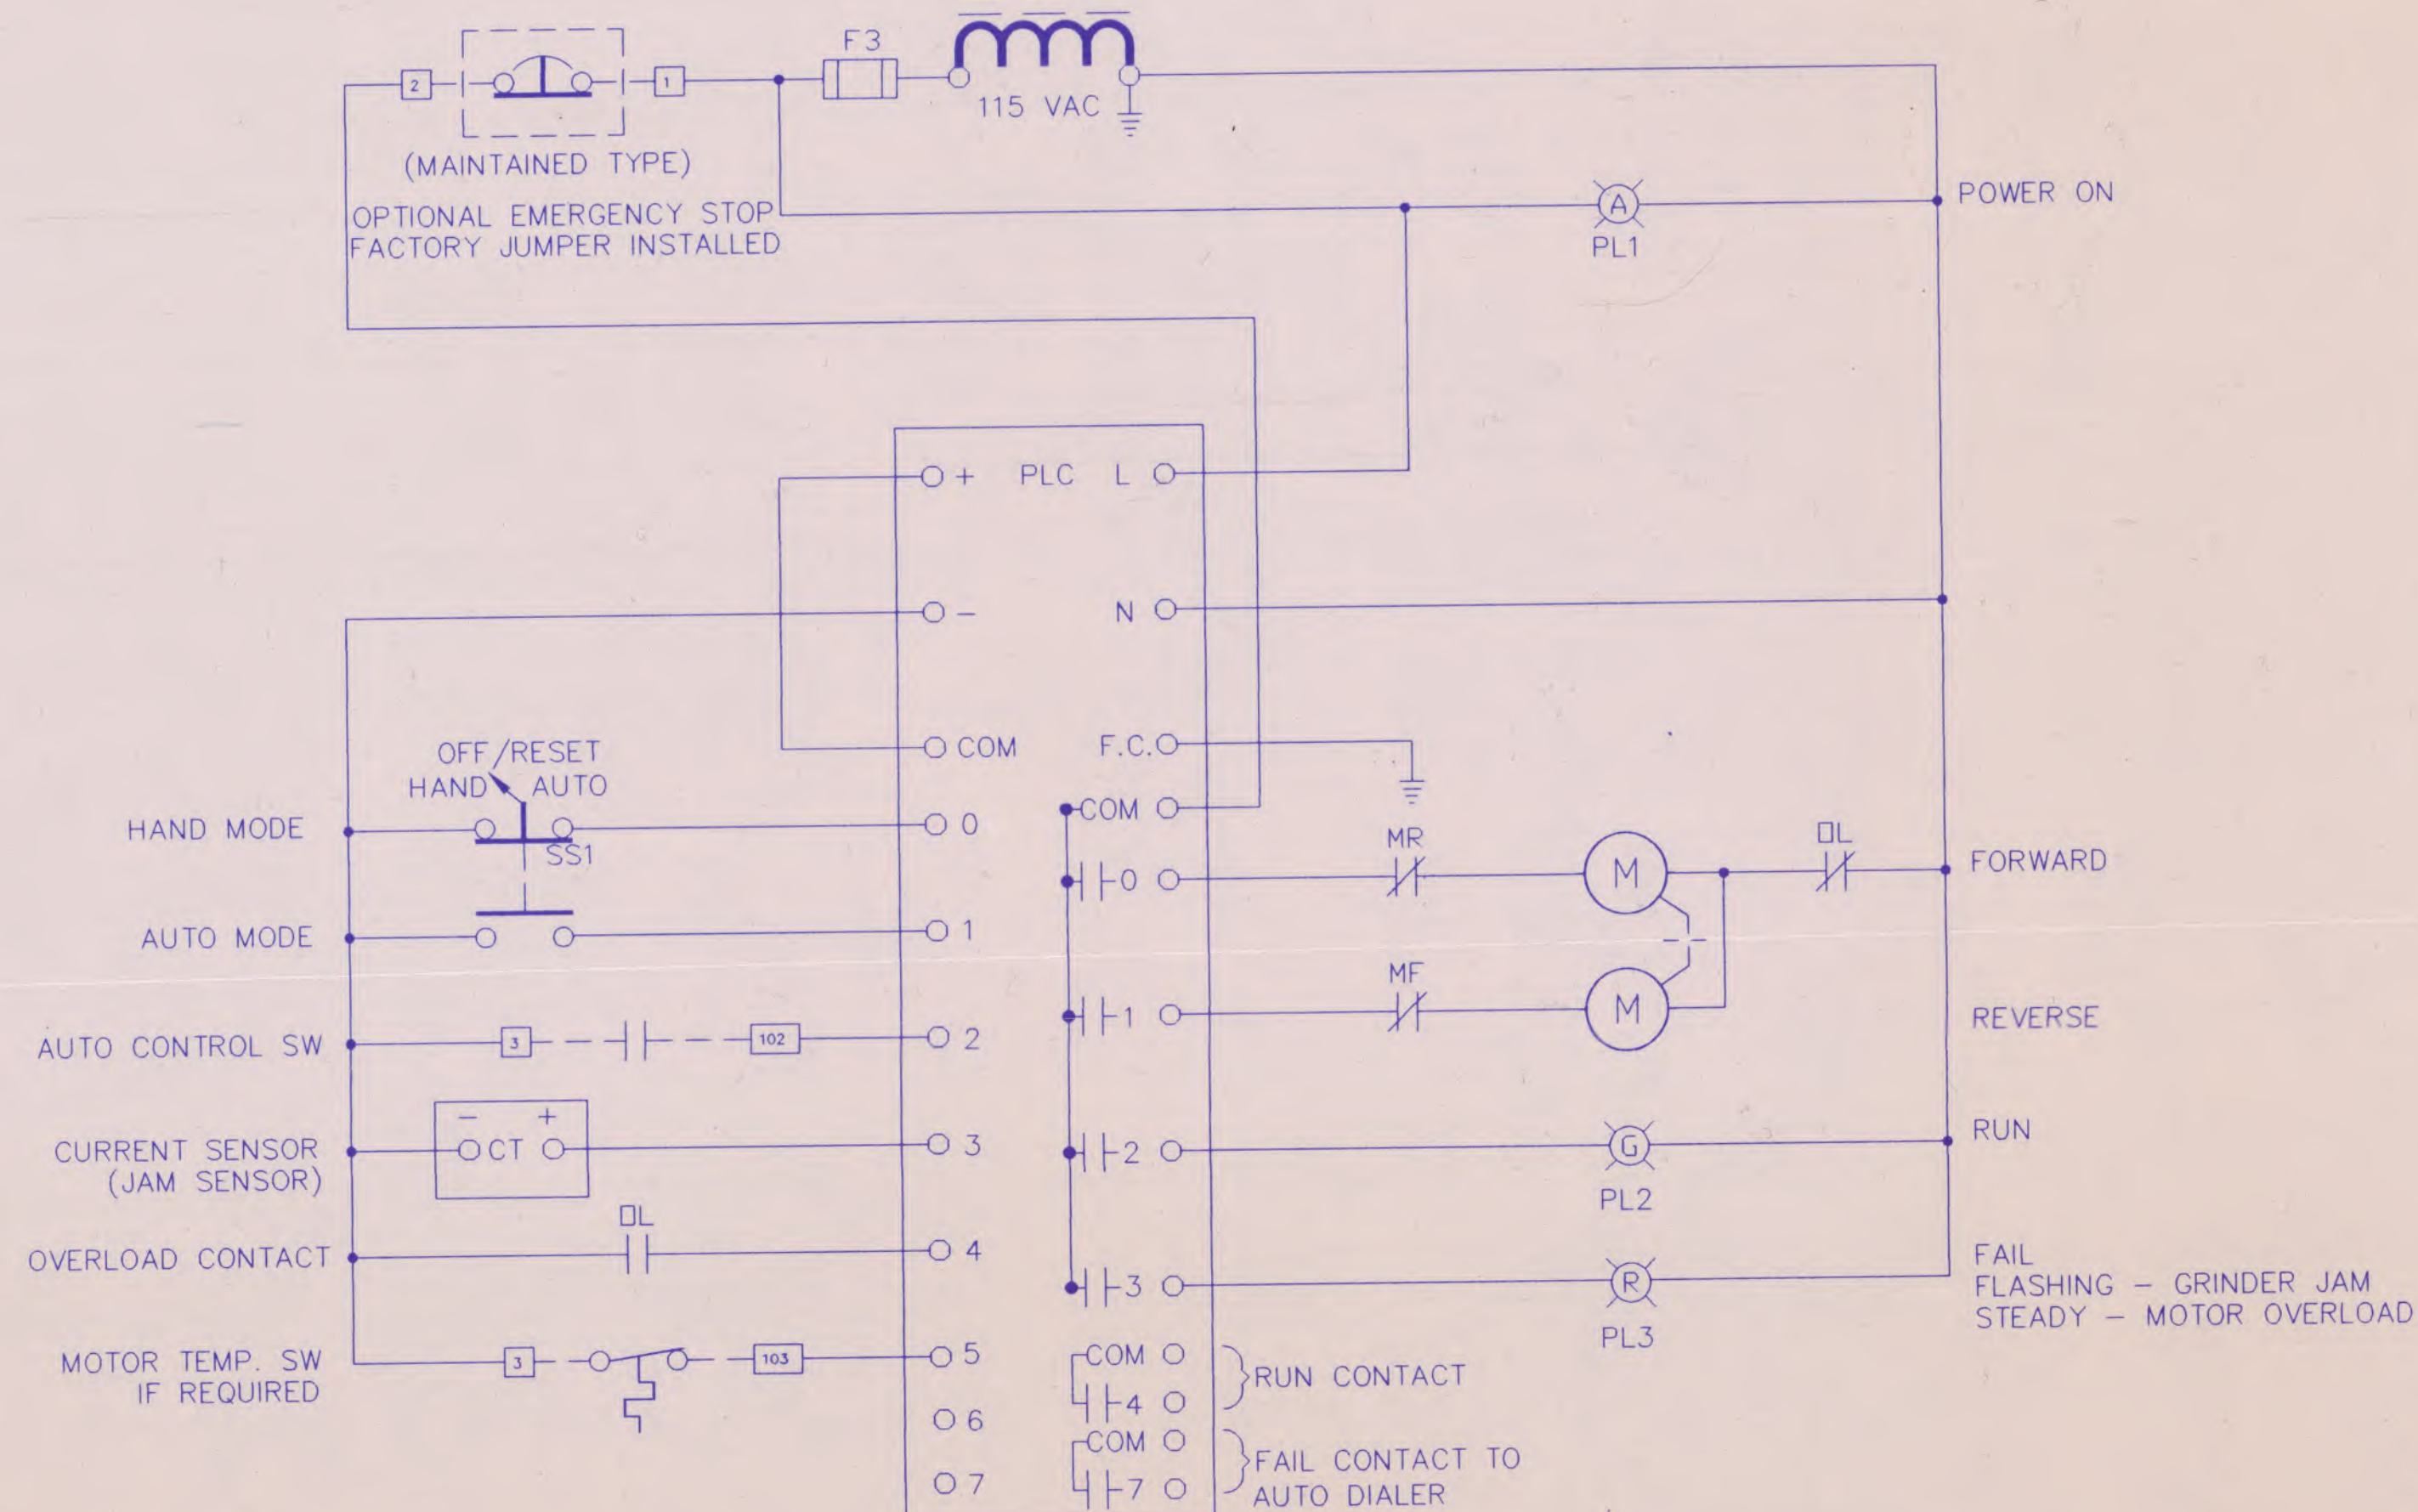 F3
2
1
115 VAC
(MAINTAINED TYPE)
OPTIONAL EMERGENCY STOP
FACTORY JUMPER INSTALLED
A
POWER ON
PL1
+ PLC L
- N
COM F.C.
OFF/RESET
HAND AUTO
COM
HAND MODE
SS1
0
0
MR
M
OL
FORWARD
AUTO MODE
1
MF
1
M
REVERSE
AUTO CONTROL SW
3
102
2
CURRENT SENSOR
(JAM SENSOR)
- +
CT
3
2
G
RUN
PL2
OL
OVERLOAD CONTACT
4
3
R
PL3
FAIL
FLASHING - GRINDER JAM
STEADY - MOTOR OVERLOAD
MOTOR TEMP. SW
IF REQUIRED
3
103
5
6
7
COM
4
RUN CONTACT
COM
7
FAIL CONTACT TO
AUTO DIALER